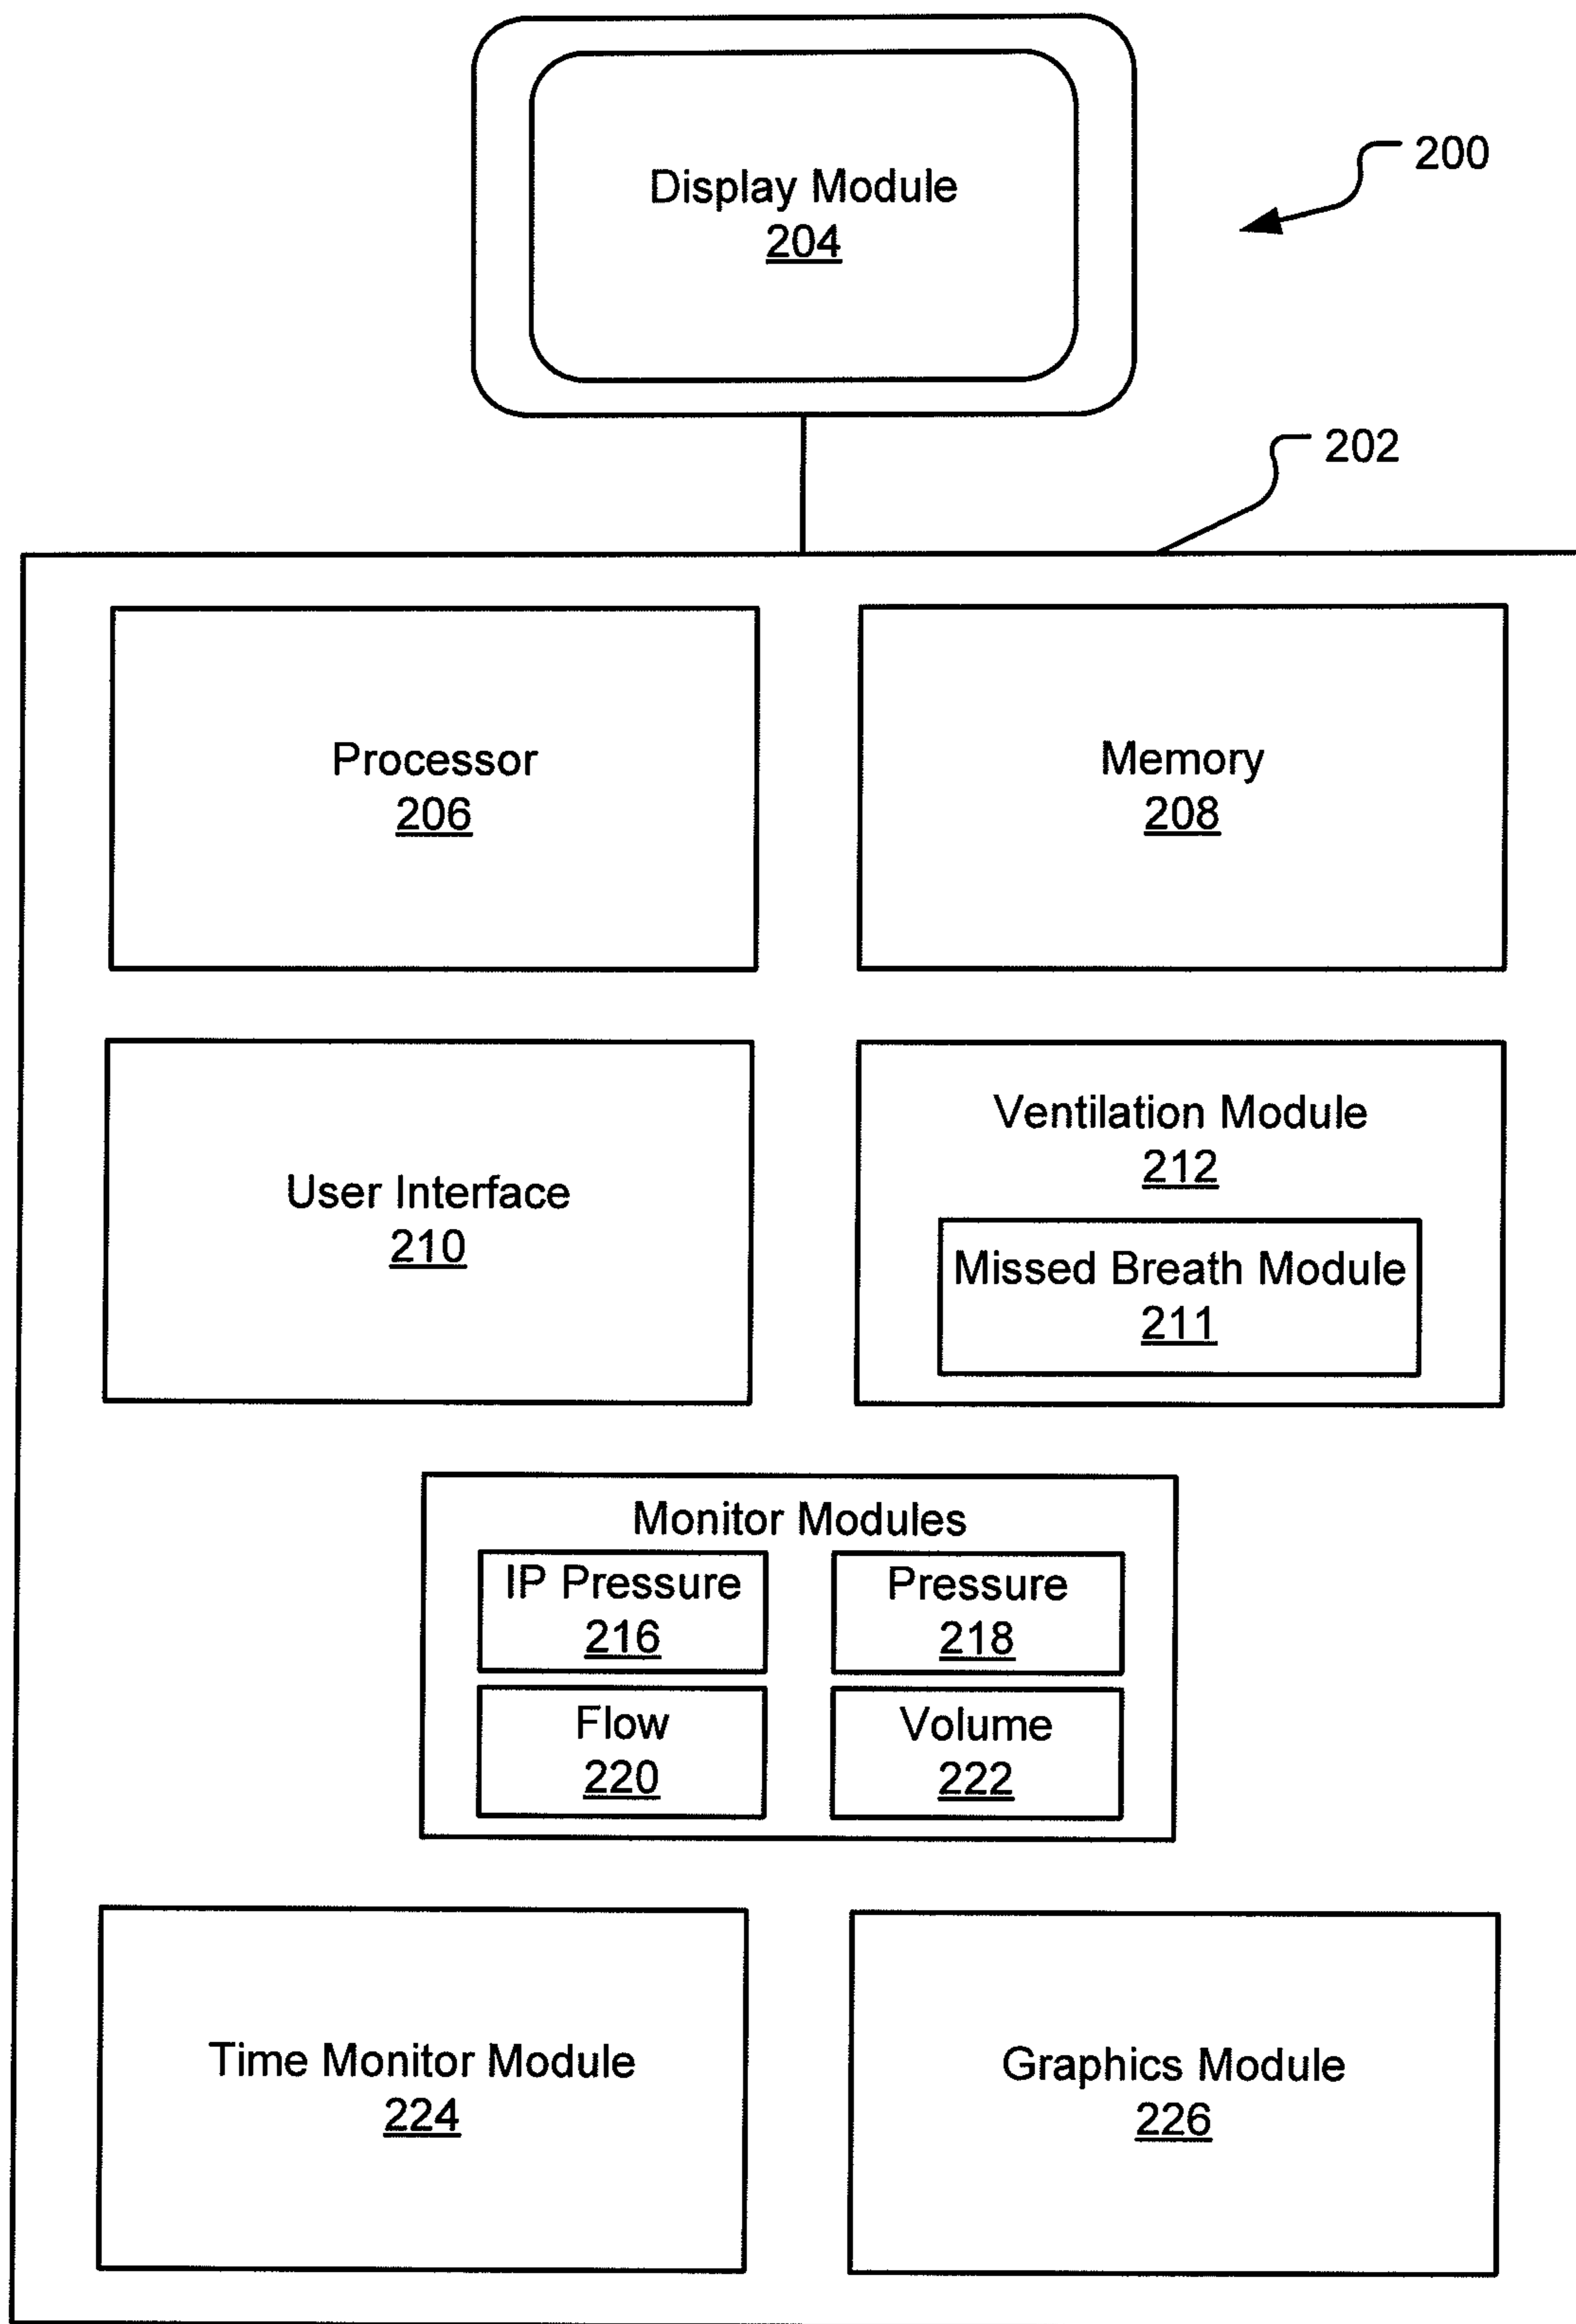 Display Module
204
200
202
Processor
206
Memory
208
User Interface
210
Ventilation Module
212
Missed Breath Module
211
Monitor Modules
IP Pressure
216
Pressure
218
Flow
220
Volume
222
Time Monitor Module
224
Graphics Module
226